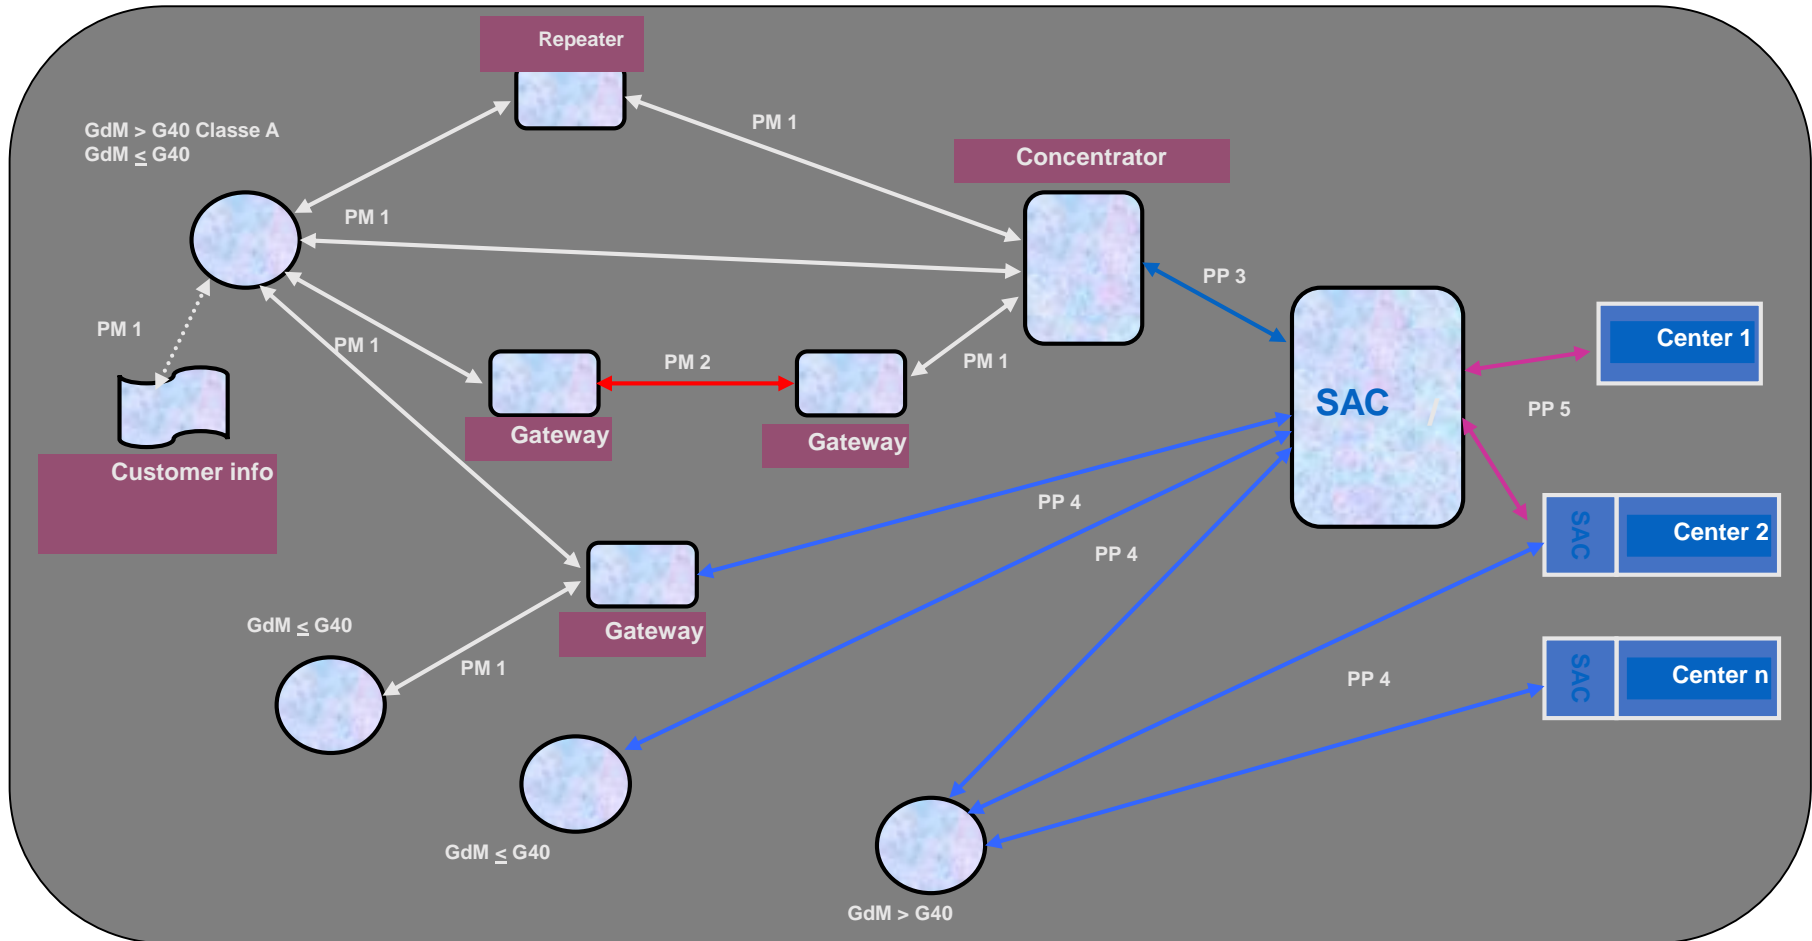 Repeater
GdM > G40 Classe A
GdM ≤ G40
PM 1
Concentrator
PM 1
PP 3
PM 1
PM 1
PM 2
PM 1
Center 1
SAC
PP 5
Gateway
Gateway
Customer info
PP 4
PP 4
SAC
Center 2
Gateway
GdM ≤ G40
PM 1
PP 4
SAC
Center n
GdM ≤ G40
GdM > G40